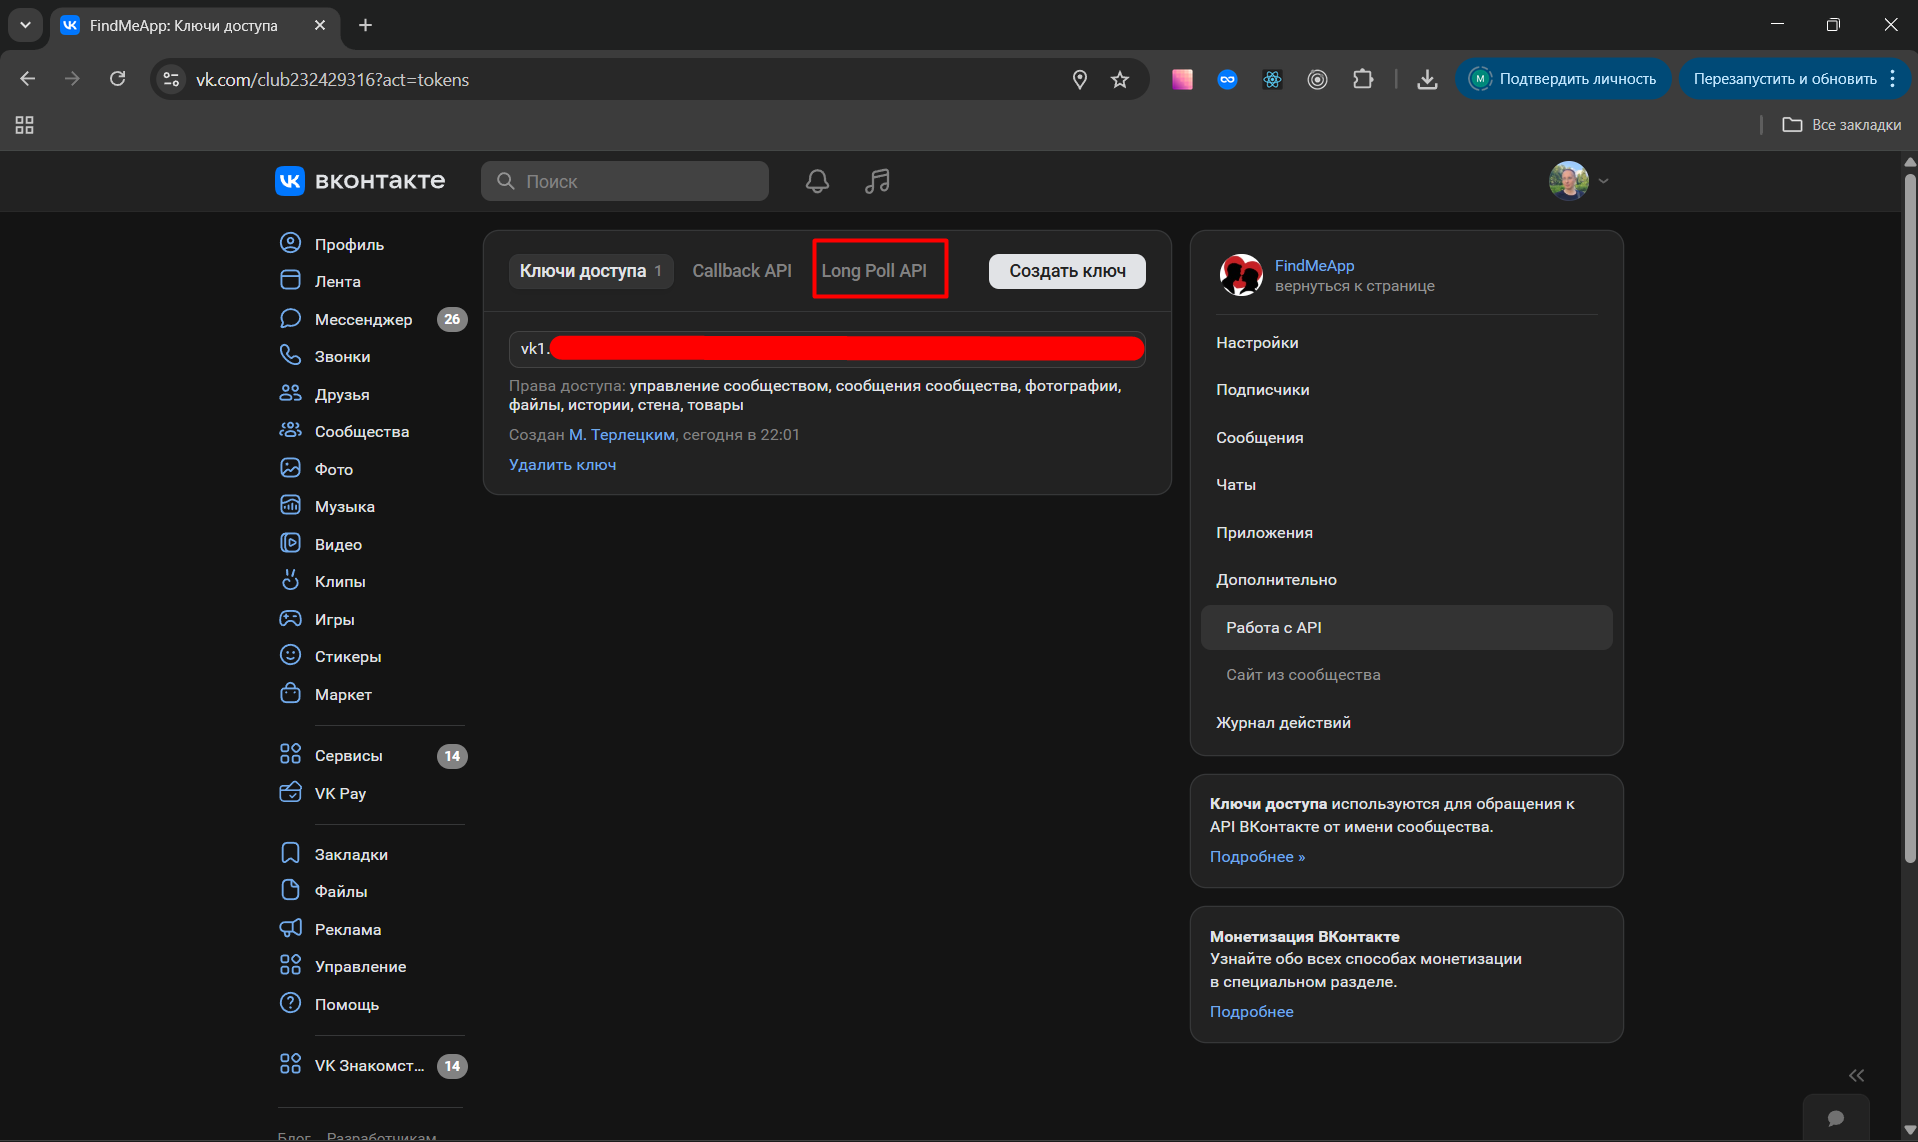 FindMeApp: Ключи доступа
vk.com/club232429316?act=tokens
М
Подтвердить личность
Перезапустить и обновить
Все закладки
ВКОНТАКТЕ
Поиск
Профиль
Лента
Мессенджер 26
Звонки
Друзья
Сообщества
Фото
Музыка
Видео
Клипы
Игры
Стикеры
Маркет
Сервисы 14
VK Pay
Закладки
Файлы
Реклама
Управление
Помощь
VK Знакомст... 14
Блог Разработчикам
Ключи доступа 1 Callback API Long Poll API Создать ключ
vk1.
Права доступа: управление сообществом, сообщения сообщества, фотографии,
файлы, истории, стена, товары
Создан М. Терлецким, сегодня в 22:01
Удалить ключ
FindMeApp
вернуться к странице
Настройки
Подписчики
Сообщения
Чаты
Приложения
Дополнительно
Работа с API
Сайт из сообщества
Журнал действий
Ключи доступа используются для обращения к
API ВКонтакте от имени сообщества.
Подробнее »
Монетизация ВКонтакте
Узнайте обо всех способах монетизации
в специальном разделе.
Подробнее